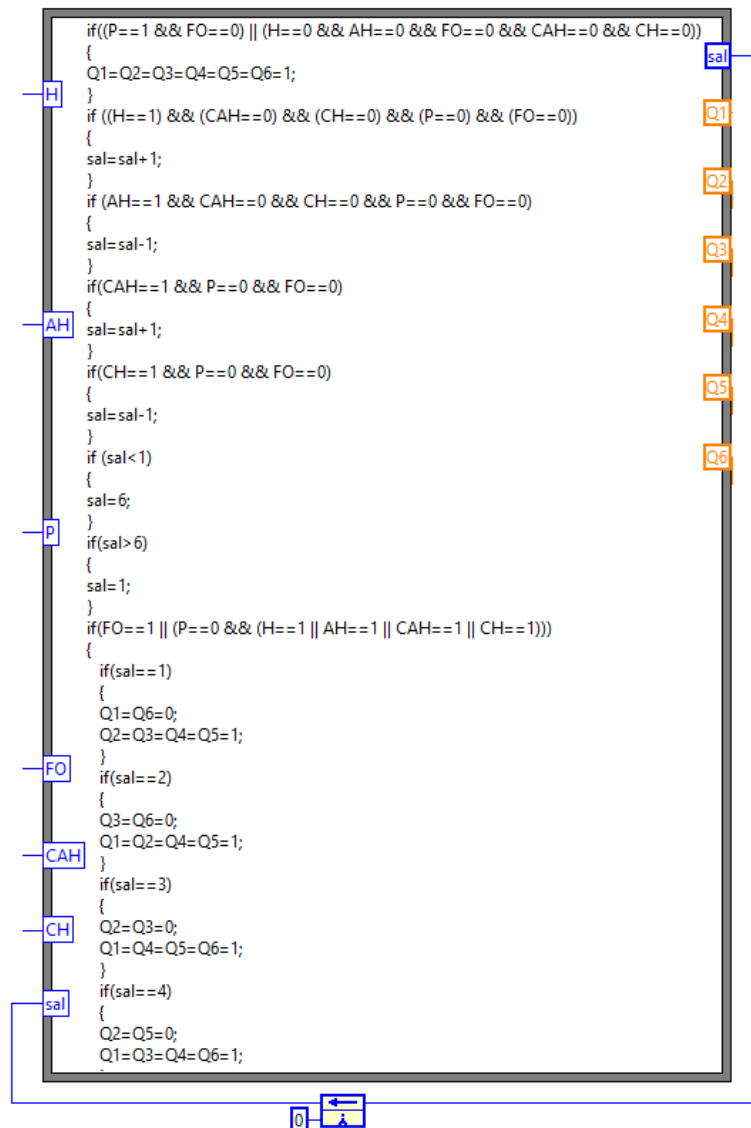 if((P==1 && FO==0) || (H==0 && AH==0 && FO==0 && CAH==0 && CH==0))
{
Q1=Q2=Q3=Q4=Q5=Q6=1;
}
if ((H==1) && (CAH==0) && (CH==0) && (P==0) && (FO==0))
{
sal=sal+1;
}
if (AH==1 && CAH==0 && CH==0 && P==0 && FO==0)
{
sal=sal-1;
}
if(CAH==1 && P==0 && FO==0)
{
sal=sal+1;
}
if(CH==1 && P==0 && FO==0)
{
sal=sal-1;
}
if (sal<1)
{
sal=6;
}
if(sal>6)
{
sal=1;
}
if(FO==1 || (P==0 && (H==1 || AH==1 || CAH==1 || CH==1)))
{
if(sal==1)
{
Q1=Q6=0;
Q2=Q3=Q4=Q5=1;
}
if(sal==2)
{
Q3=Q6=0;
Q1=Q2=Q4=Q5=1;
}
if(sal==3)
{
Q2=Q3=0;
Q1=Q4=Q5=Q6=1;
}
if(sal==4)
{
Q2=Q5=0;
Q1=Q3=Q4=Q6=1;
H
AH
P
FO
CAH
CH
sal
sal
Q1
Q2
Q3
Q4
Q5
Q6
0